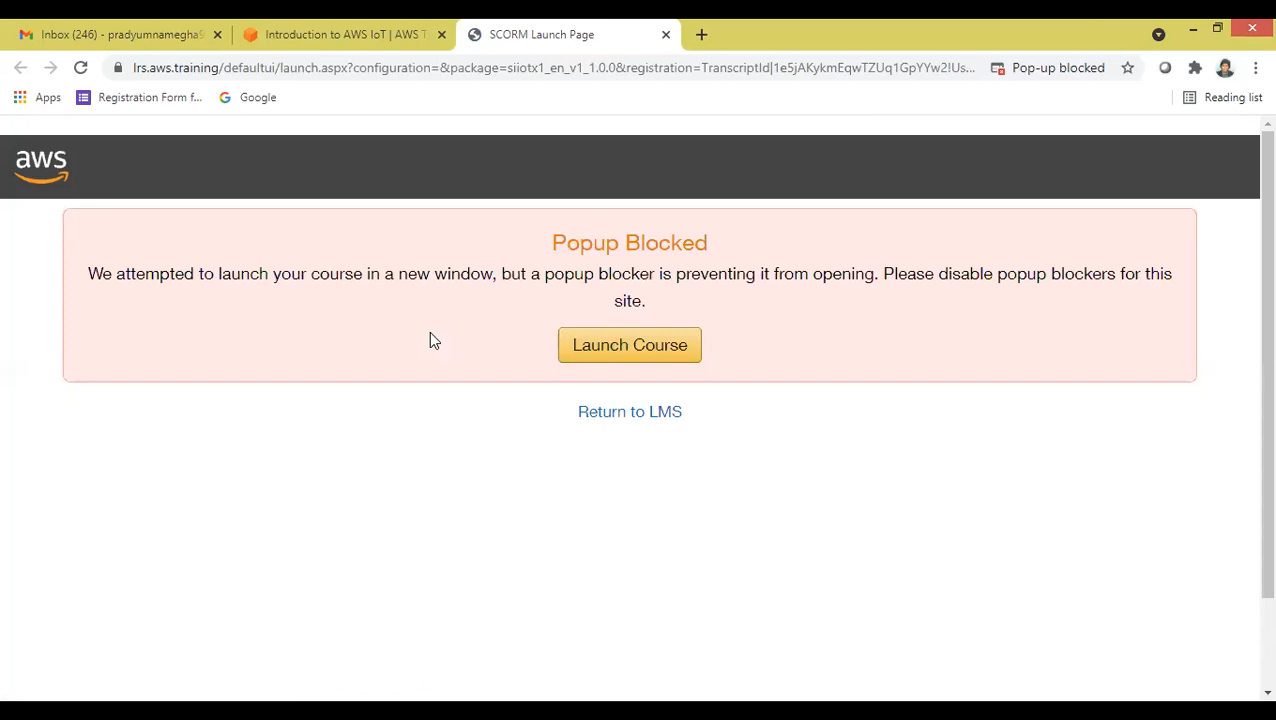 Inbox (246) - pradyumnamegha9
Introduction to AWS IoT | AWS T
SCORM Launch Page
lrs.aws.training/defaultui/launch.aspx?configuration=&package=siiotx1_en_v1_1.0.0&registration=TranscriptId|1e5jAKykmEqwTZUq1GpYYw2!Us...
Pop-up blocked
Apps
Registration Form f...
Google
Reading list
aws
Popup Blocked
We attempted to launch your course in a new window, but a popup blocker is preventing it from opening. Please disable popup blockers for this
site.
Launch Course
Return to LMS